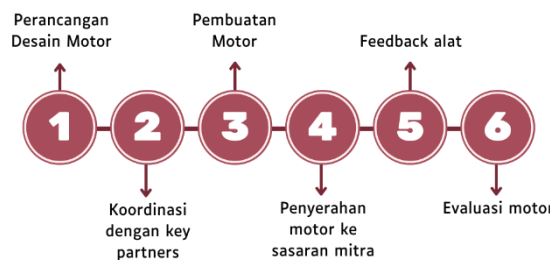 Perancangan
Desain Motor
Pembuatan
Motor
Feedback alat
1 2 3 4 5 6
Koordinasi
dengan key
partners
Penyerahan
motor ke
sasaran mitra
Evaluasi motor